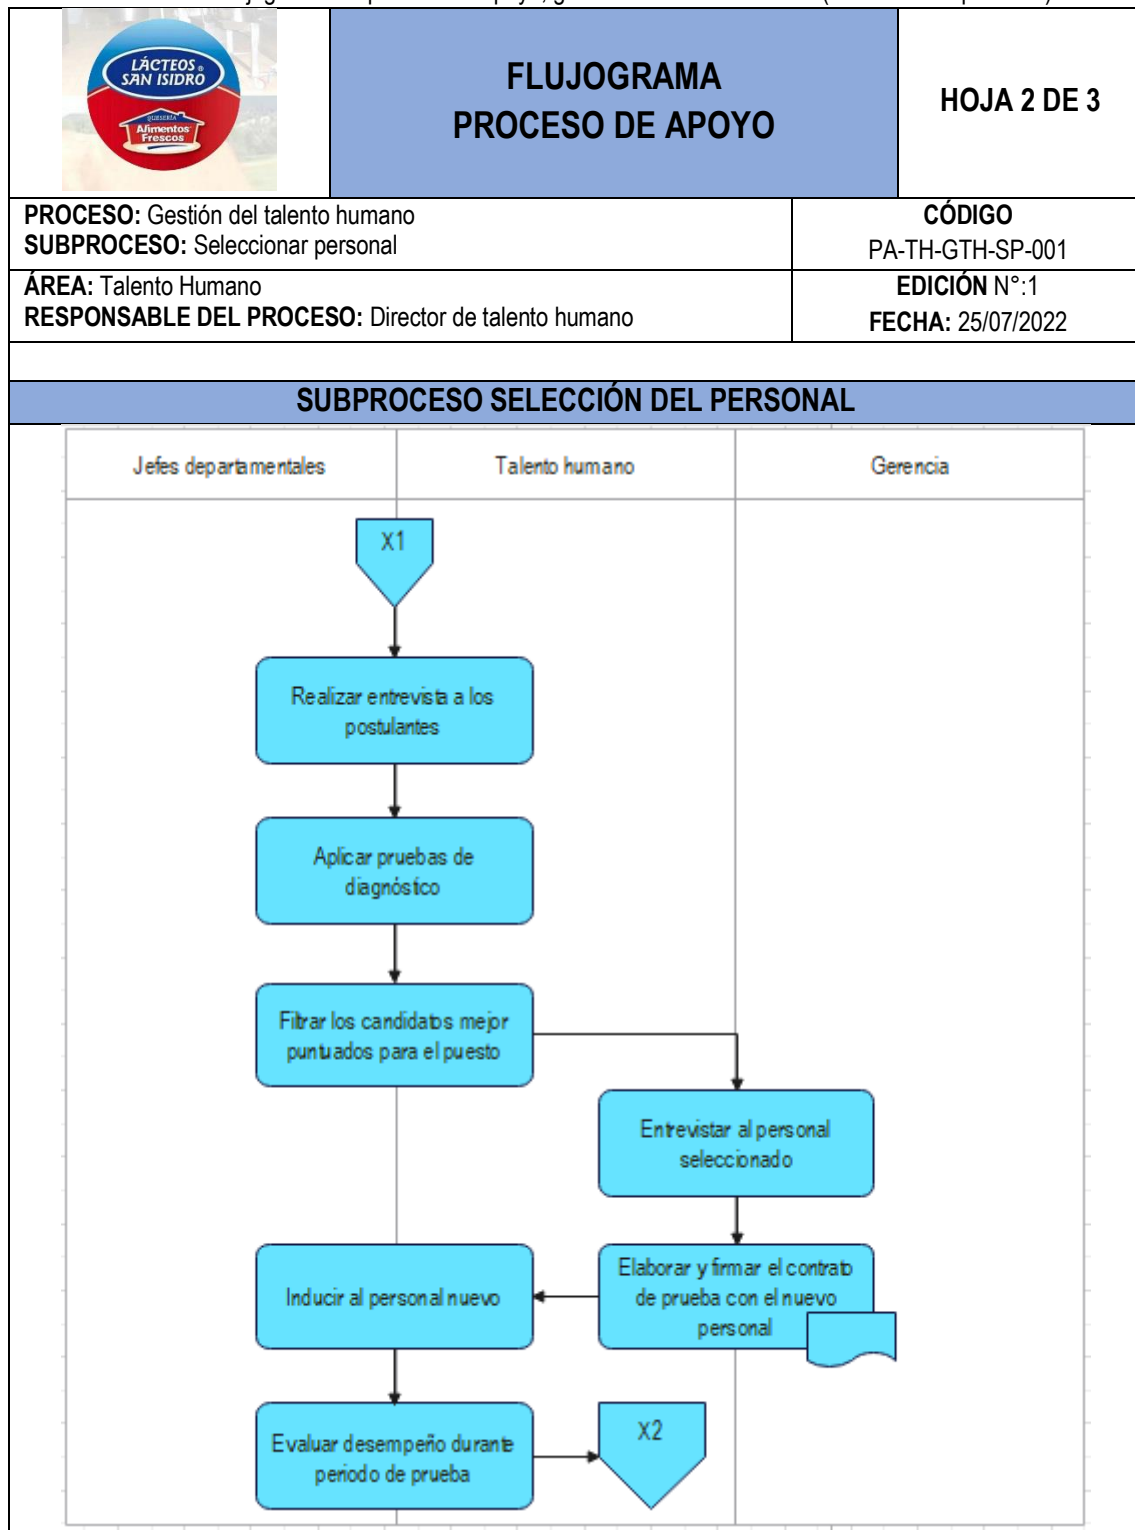 LÁCTEOS ®
SAN ISIDRO
QUESERÍA
Alimentos
Frescos
FLUJOGRAMA
PROCESO DE APOYO
HOJA 2 DE 3
PROCESO: Gestión del talento humano
SUBPROCESO: Seleccionar personal
CÓDIGO
PA-TH-GTH-SP-001
ÁREA: Talento Humano
RESPONSABLE DEL PROCESO: Director de talento humano
EDICIÓN N°:1
FECHA: 25/07/2022
SUBPROCESO SELECCIÓN DEL PERSONAL
Jefes departamentales
Talento humano
Gerencia
X1
Realizar entrevista a los
postulantes
Aplicar pruebas de
diagnóstico
Filtrar los candidatos mejor
puntuados para el puesto
Entrevistar al personal
seleccionado
Elaborar y firmar el contrato
de prueba con el nuevo
personal
Inducir al personal nuevo
Evaluar desempeño durante
periodo de prueba
X2